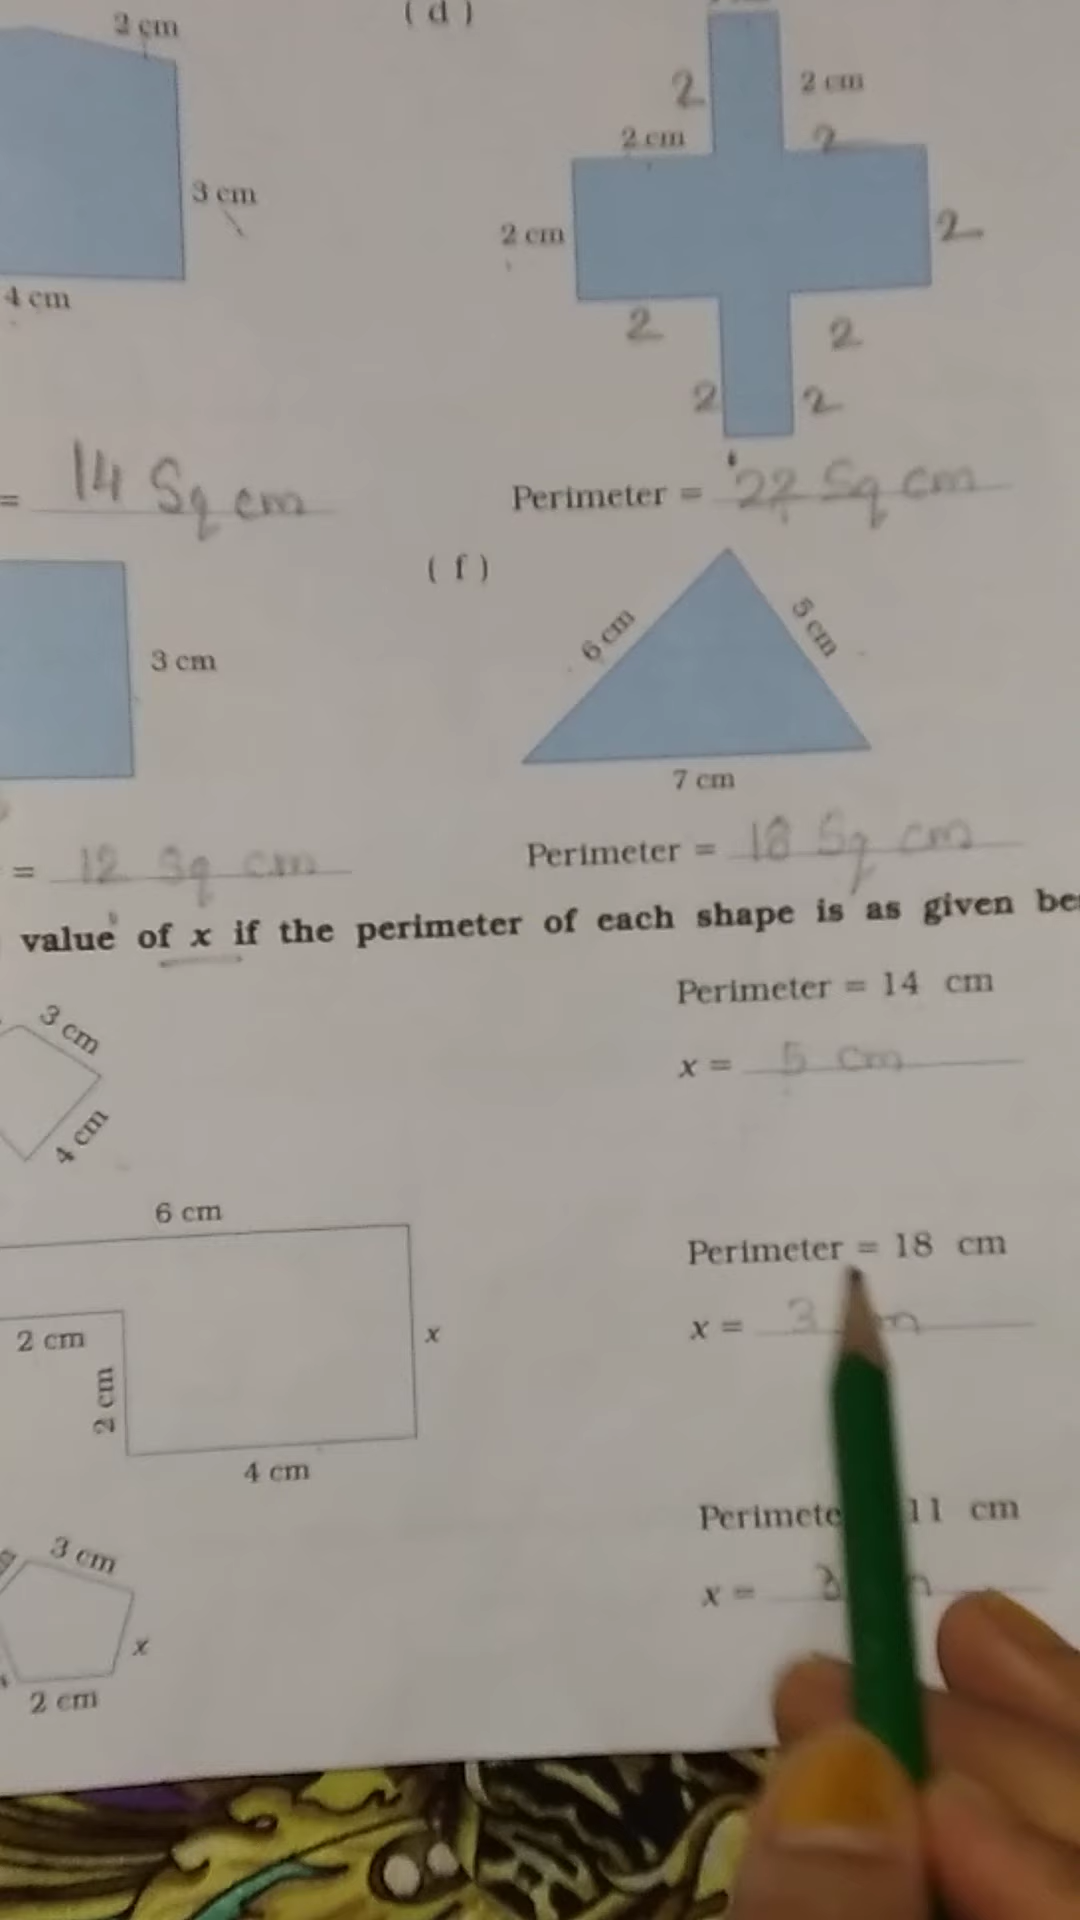 2 cm
( d )
2
2 cm
2 cm
2
3 cm
2 cm
2
4 cm
2
2
2
2
= 14 Sq cm
Perimeter = 22 Sq cm
( f )
6 cm
5 cm
3 cm
7 cm
= 12 Sq cm
Perimeter = 18 Sq cm
value of x if the perimeter of each shape is as given
3 cm
Perimeter = 14 cm
x = 5 cm
4 cm
6 cm
Perimeter = 18 cm
2 cm
x
x = 3
2 cm
4 cm
3 cm
11 cm
x =
x
2 cm